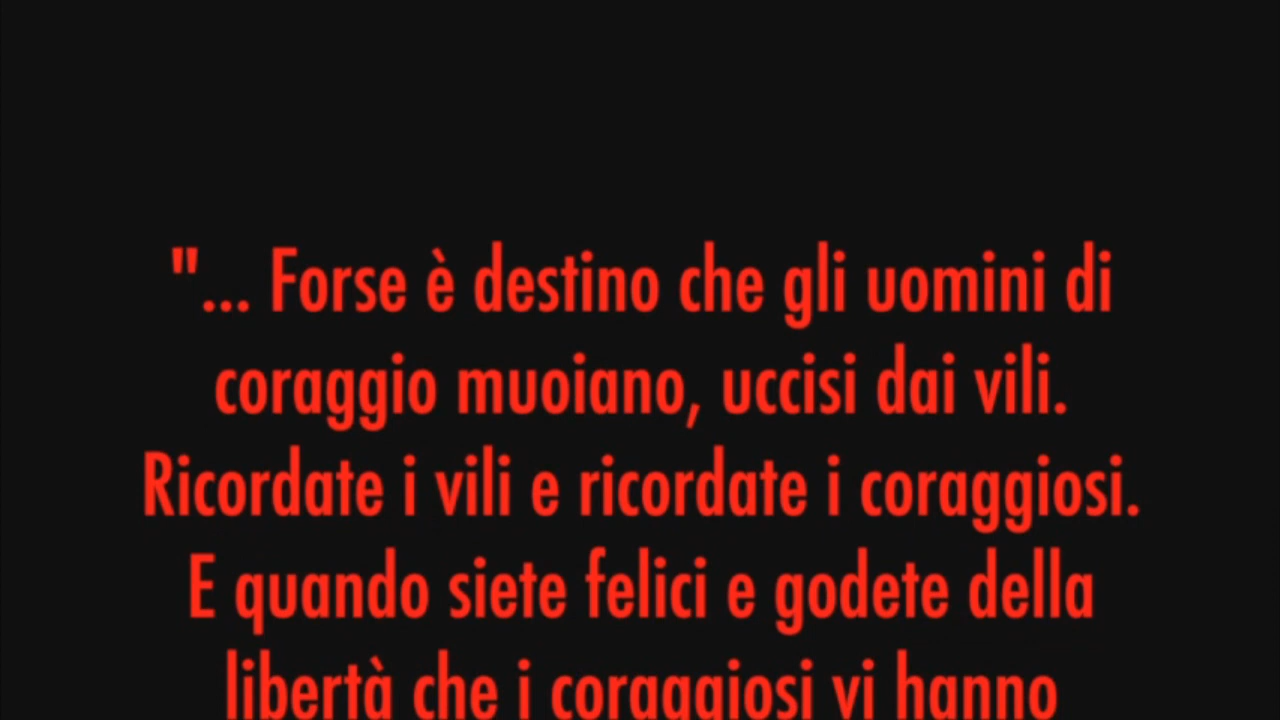 "... Forse è destino che gli uomini di
coraggio muoiano, uccisi dai vili.
Ricordate i vili e ricordate i coraggiosi.
E quando siete felici e godete della
libertà che i coraggiosi vi hanno